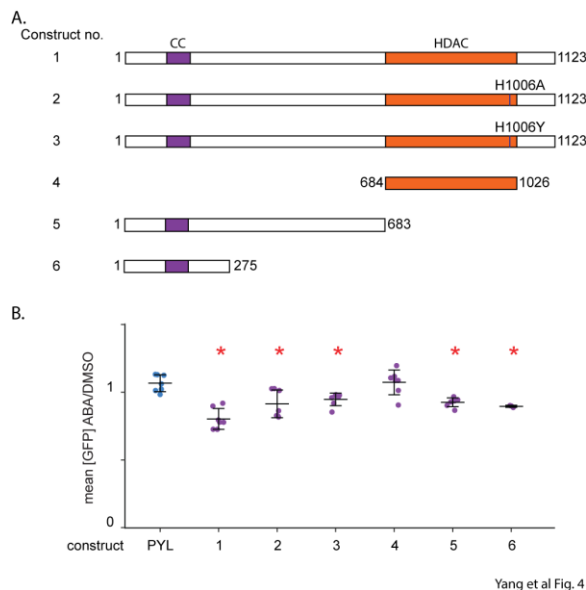 A.
Construct no.
CC
HDAC
1 1 1123
H1006A
2 1 1123
H1006Y
3 1 1123
4 684 1026
5 1 683
6 1 275
B.
* * * * *
mean [GFP] ABA/DMSO
1
0
construct PYL 1 2 3 4 5 6
Yang et al Fig. 4